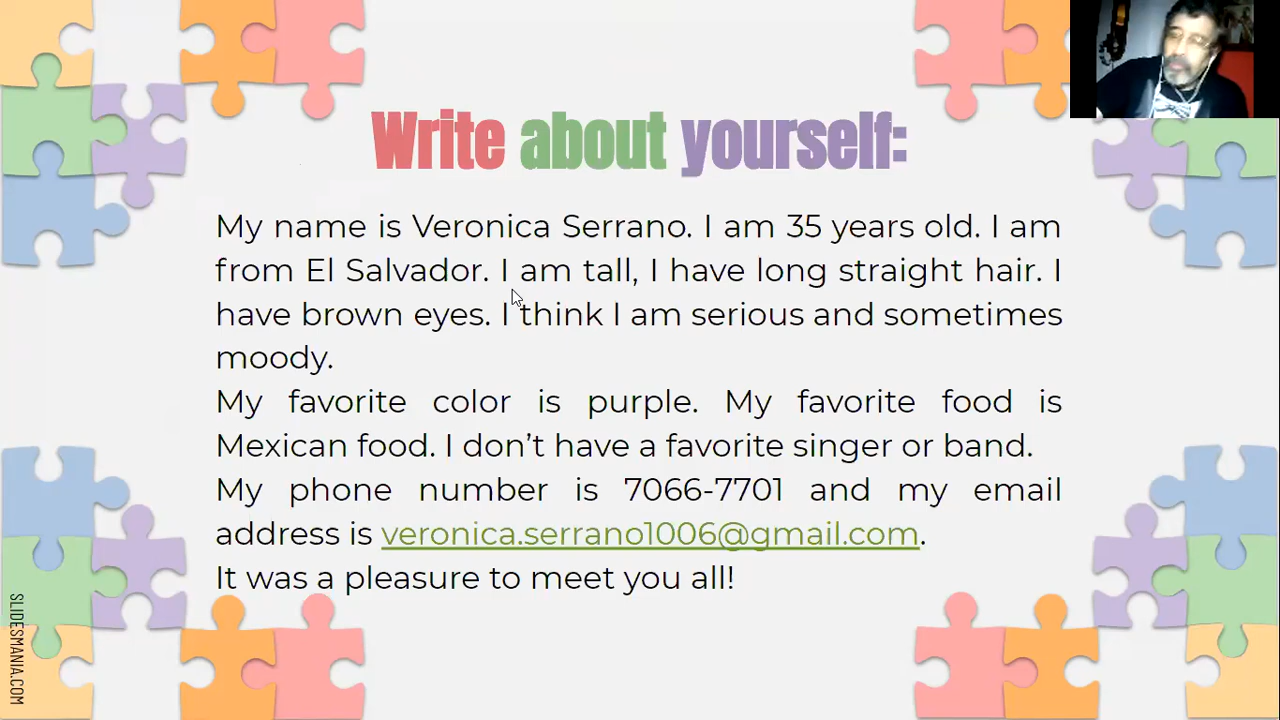 Write about yourself:
My name is Veronica Serrano. I am 35 years old. I am
from El Salvador. I am tall, I have long straight hair. I
have brown eyes. I think I am serious and sometimes
moody.
My favorite color is purple. My favorite food is
Mexican food. I don’t have a favorite singer or band.
My phone number is 7066-7701 and my email
address is veronica.serrano1006@gmail.com.
It was a pleasure to meet you all!
SLIDESMANIA.COM